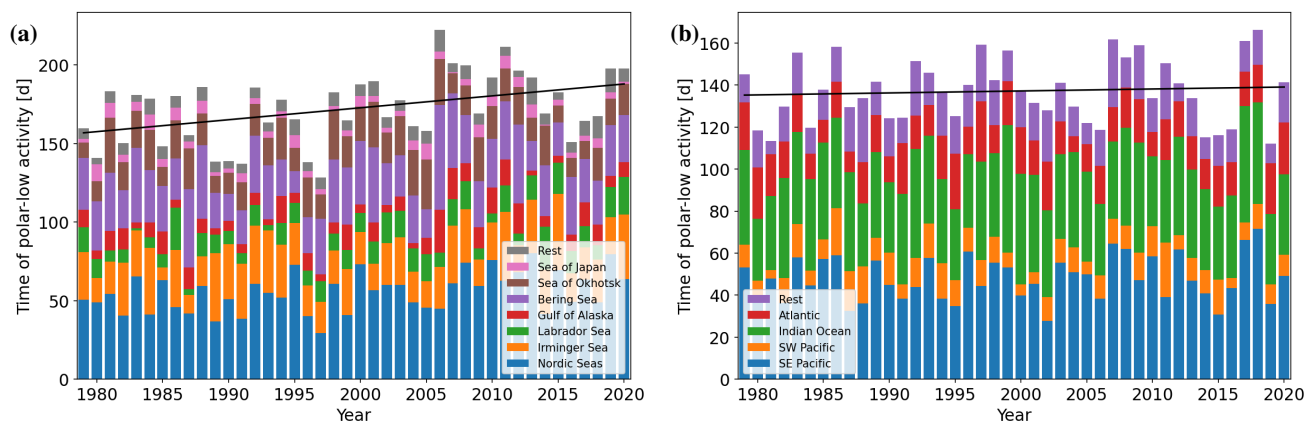 (a)
Time of polar-low activity [d]
200
150
100
50
0
Rest
Sea of Japan
Sea of Okhotsk
Bering Sea
Gulf of Alaska
Labrador Sea
Irminger Sea
Nordic Seas
1980 1985 1990 1995 2000 2005 2010 2015 2020
Year
(b)
Time of polar-low activity [d]
160
140
120
100
80
60
40
20
0
Rest
Atlantic
Indian Ocean
SW Pacific
SE Pacific
1980 1985 1990 1995 2000 2005 2010 2015 2020
Year